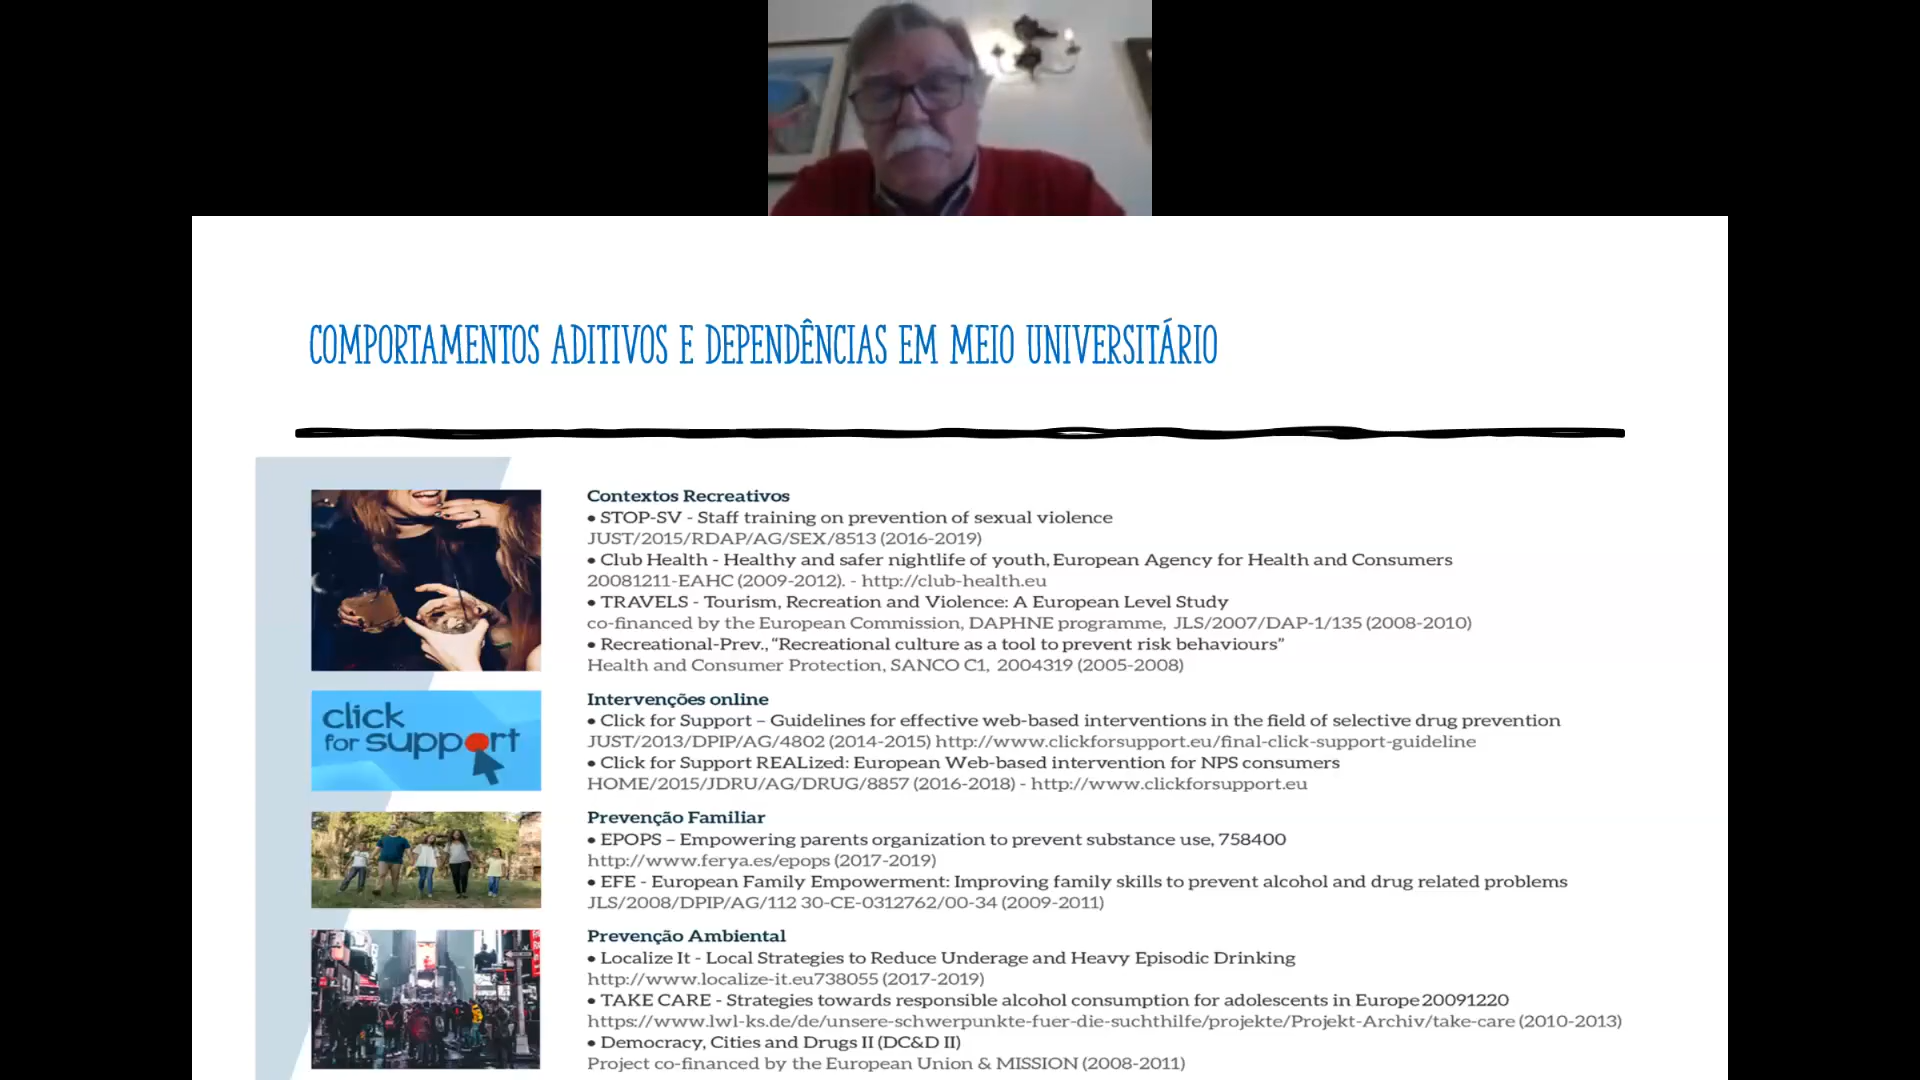 COMPORTAMENTOS ADITIVOS E DEPENDÊNCIAS EM MEIO UNIVERSITÁRIO
Contextos Recreativos
• STOP-SV - Staff training on prevention of sexual violence
JUST/2015/RDAP/AG/SEX/8513 (2016-2019)
• Club Health - Healthy and safer nightlife of youth, European Agency for Health and Consumers
20081211-EAHC (2009-2012). - http://club-health.eu
• TRAVELS - Tourism, Recreation and Violence: A European Level Study
co-financed by the European Commission, DAPHNE programme, JLS/2007/DAP-1/135 (2008-2010)
• Recreational-Prev., “Recreational culture as a tool to prevent risk behaviours”
Health and Consumer Protection, SANCO C1, 2004319 (2005-2008)
click
for support
Intervenções online
• Click for Support – Guidelines for effective web-based interventions in the field of selective drug prevention
JUST/2013/DPIP/AG/4802 (2014-2015) http://www.clickforsupport.eu/final-click-support-guideline
• Click for Support REALized: European Web-based intervention for NPS consumers
HOME/2015/JDRU/AG/DRUG/8857 (2016-2018) - http://www.clickforsupport.eu
Prevenção Familiar
• EPOPS – Empowering parents organization to prevent substance use, 758400
http://www.ferya.es/epops (2017-2019)
• EFE - European Family Empowerment: Improving family skills to prevent alcohol and drug related problems
JLS/2008/DPIP/AG/112 30-CE-0312762/00-34 (2009-2011)
Prevenção Ambiental
• Localize It - Local Strategies to Reduce Underage and Heavy Episodic Drinking
http://www.localize-it.eu738055 (2017-2019)
• TAKE CARE - Strategies towards responsible alcohol consumption for adolescents in Europe 20091220
https://www.lwl-ks.de/de/unsere-schwerpunkte-fuer-die-suchthilfe/projekte/Projekt-Archiv/take-care (2010-2013)
• Democracy, Cities and Drugs II (DC&D II)
Project co-financed by the European Union & MISSION (2008-2011)